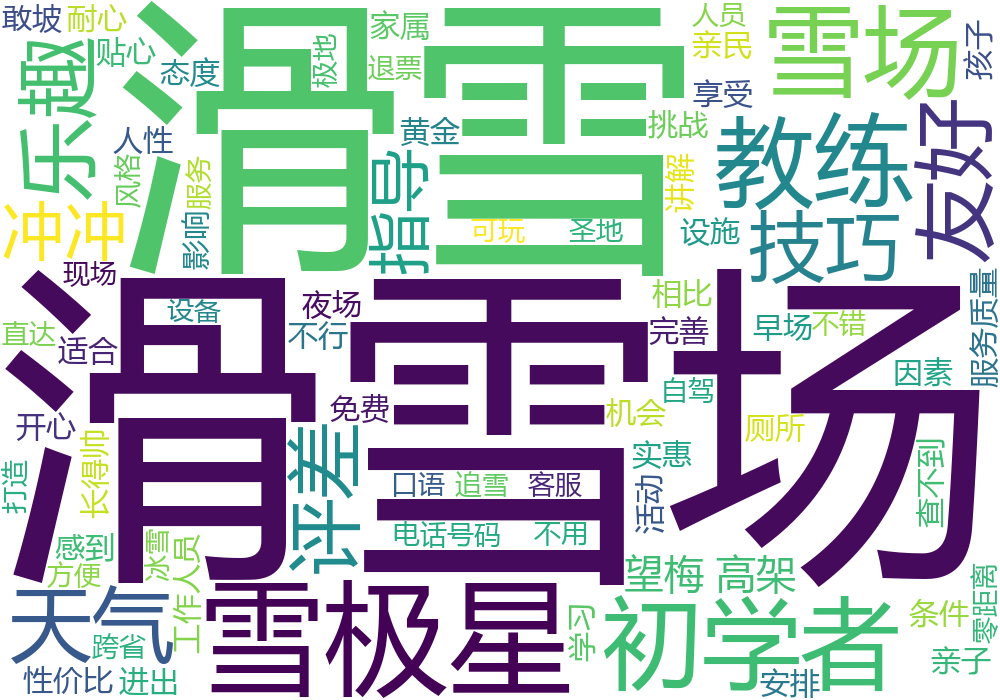 敢坡
耐心
滑雪
家属
人员
雪场
乐趣
贴心
态度
极地
退票
亲民
孩子
享受
人性
黄金
挑战
教练
友好
风格
服务
指导
讲解
冲冲
影响
可玩
圣地
设施
技巧
现场
滑雪场
设备
夜场
相比
服务质量
直达
适合
不行
完善
早场
不错
因素
自驾
开心
免费
机会
厕所
评差
长得帅
实惠
查不到
打造
口语
追雪
客服
活动
电话号码
不用
感到
冰雪
工作人员
方便
望梅
高架
零距离
天气
雪极星
初学者
学习
条件
跨省
亲子
性价比
进出
安排